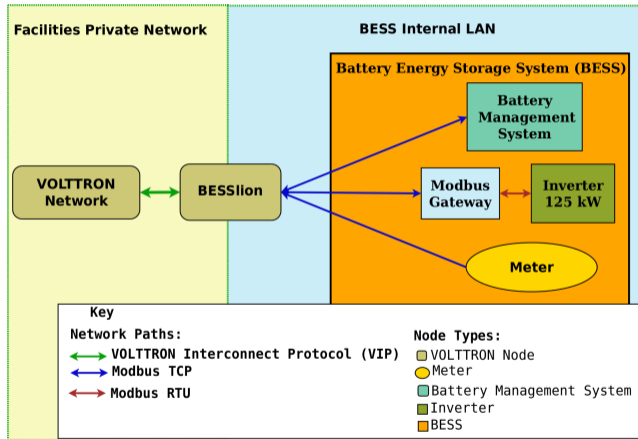 Facilities Private Network
BESS Internal LAN
Battery Energy Storage System (BESS)
Battery
Management
System
VOLTTRON
Network
BESSlion
Modbus
Gateway
Inverter
125 kW
Meter
Key
Network Paths:
VOLTTRON Interconnect Protocol (VIP)
Modbus TCP
Modbus RTU
Node Types:
VOLTTRON Node
Meter
Battery Management System
Inverter
BESS